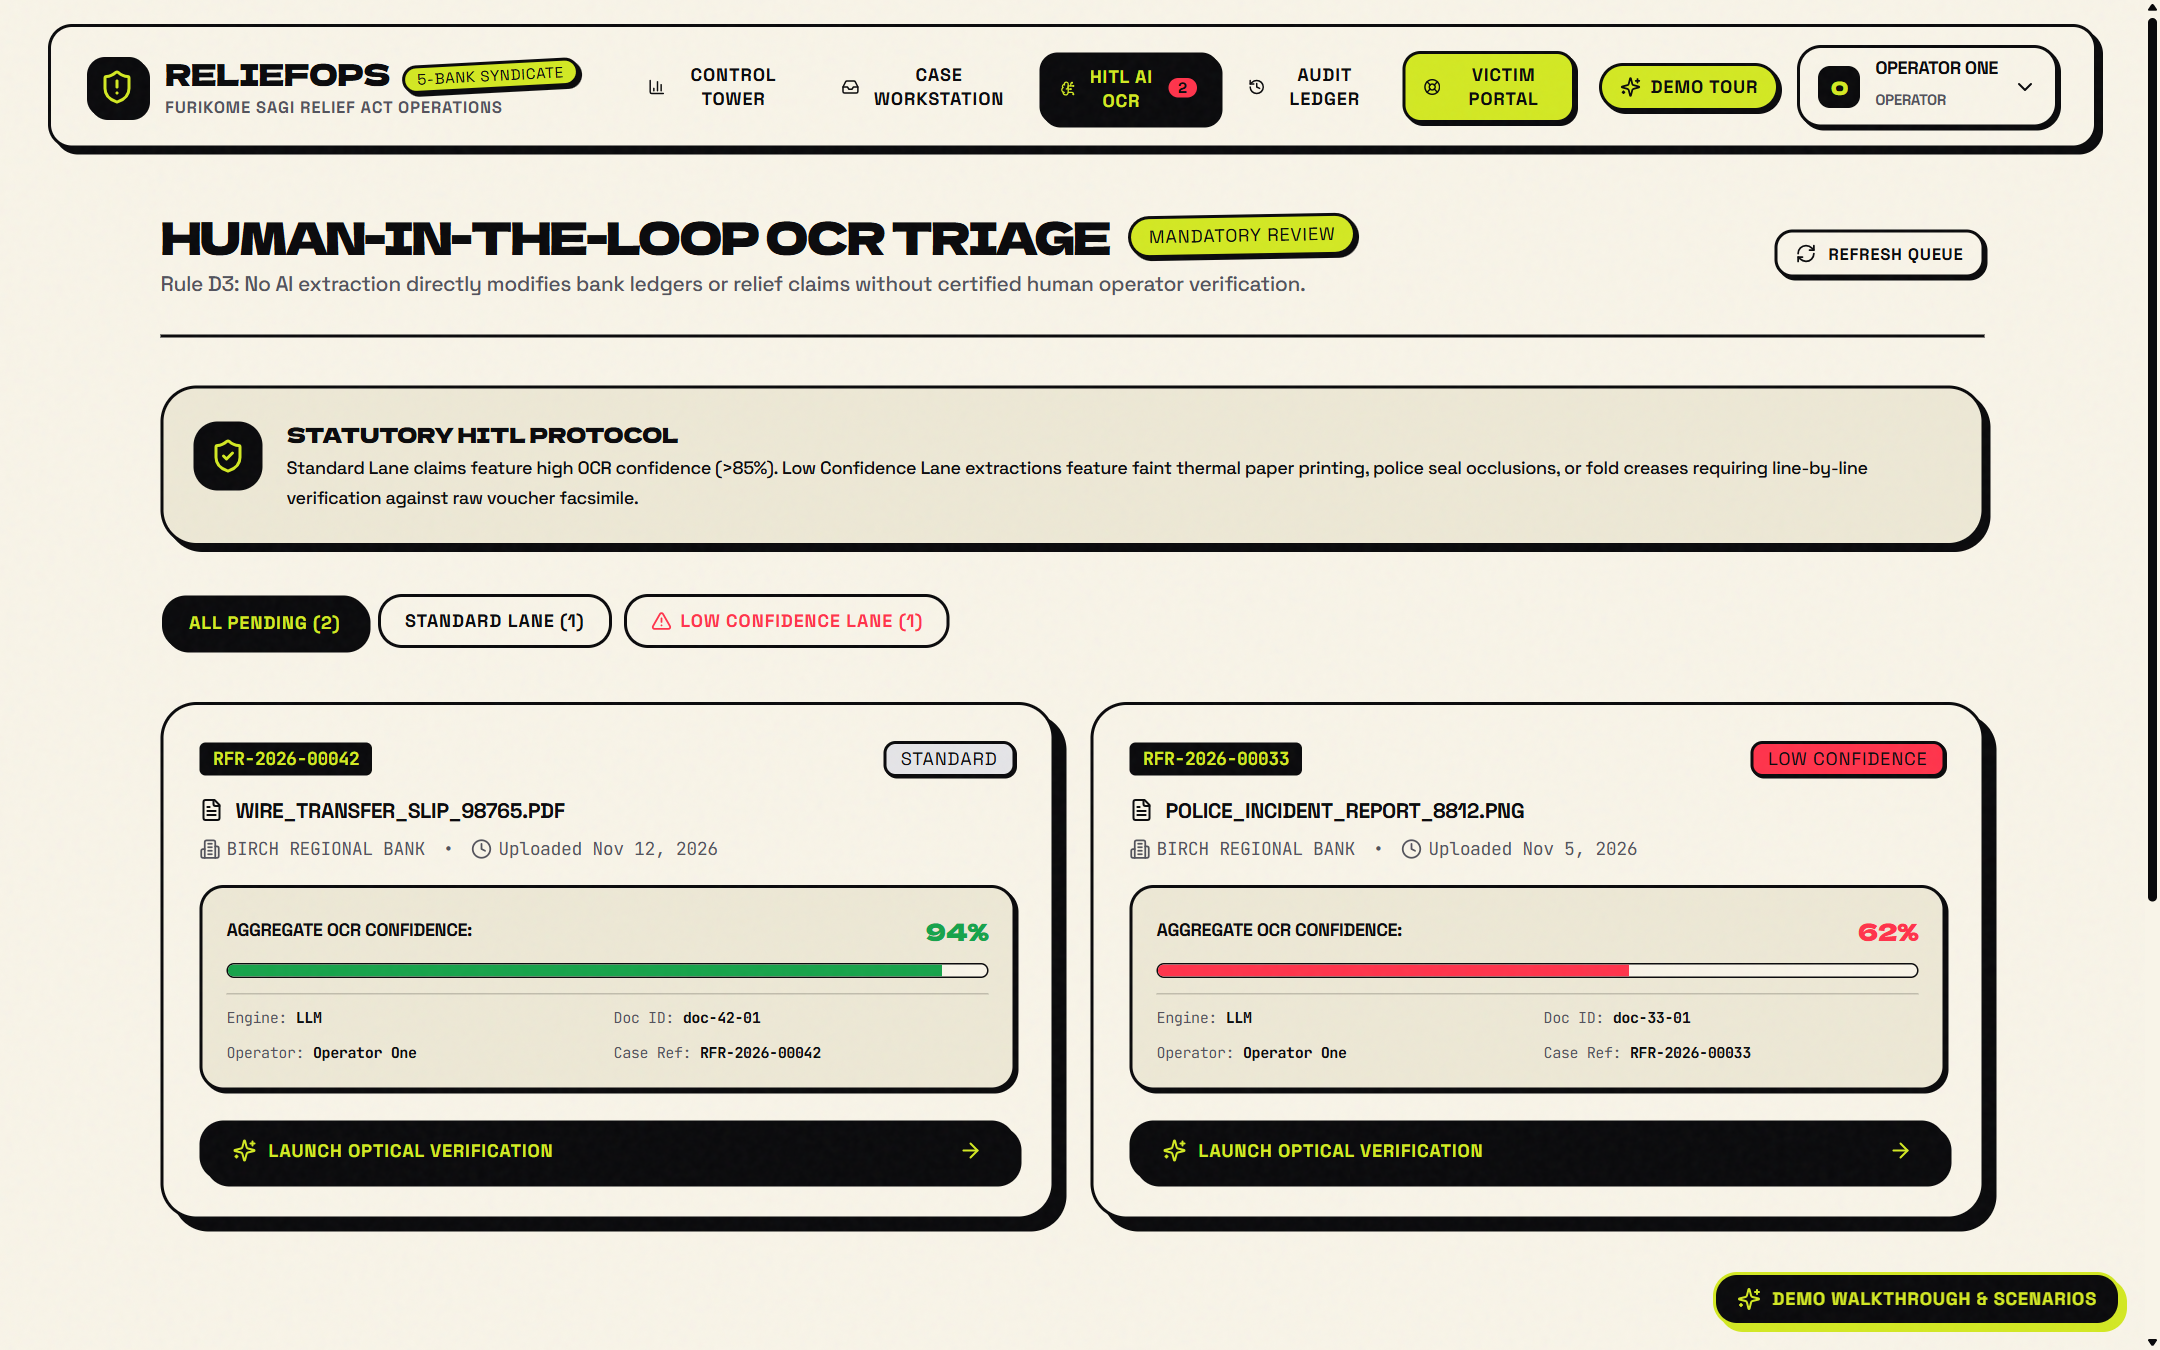 RELIEFOPS
5-BANK SYNDICATE
FURIKOME SAGI RELIEF ACT OPERATIONS
CONTROL
TOWER
CASE
WORKSTATION
HITL AI
OCR
2
AUDIT
LEDGER
VICTIM
PORTAL
DEMO TOUR
O
OPERATOR ONE
OPERATOR
HUMAN-IN-THE-LOOP OCR TRIAGE
MANDATORY REVIEW
Rule D3: No AI extraction directly modifies bank ledgers or relief claims without certified human operator verification.
REFRESH QUEUE
STATUTORY HITL PROTOCOL
Standard Lane claims feature high OCR confidence (>85%). Low Confidence Lane extractions feature faint thermal paper printing, police seal occlusions, or fold creases requiring line-by-line
verification against raw voucher facsimile.
ALL PENDING (2)
STANDARD LANE (1)
LOW CONFIDENCE LANE (1)
RFR-2026-00042
STANDARD
WIRE_TRANSFER_SLIP_98765.PDF
BIRCH REGIONAL BANK • Uploaded Nov 12, 2026
AGGREGATE OCR CONFIDENCE:
94%
Engine: LLM
Doc ID: doc-42-01
Operator: Operator One
Case Ref: RFR-2026-00042
LAUNCH OPTICAL VERIFICATION
RFR-2026-00033
LOW CONFIDENCE
POLICE_INCIDENT_REPORT_8812.PNG
BIRCH REGIONAL BANK • Uploaded Nov 5, 2026
AGGREGATE OCR CONFIDENCE:
62%
Engine: LLM
Doc ID: doc-33-01
Operator: Operator One
Case Ref: RFR-2026-00033
LAUNCH OPTICAL VERIFICATION
DEMO WALKTHROUGH & SCENARIOS